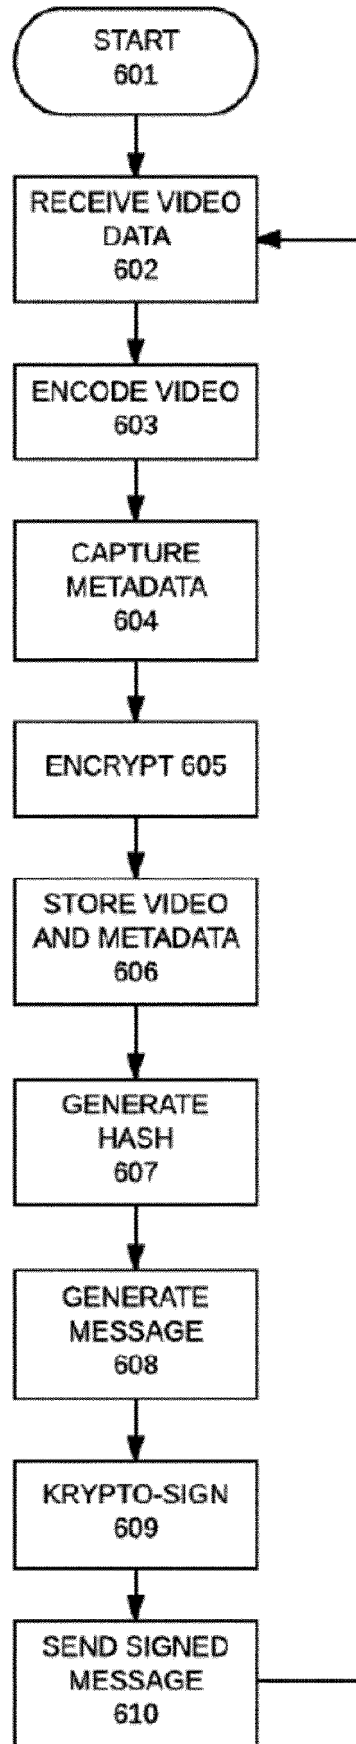 START
601
RECEIVE VIDEO
DATA
602
ENCODE VIDEO
603
CAPTURE
METADATA
604
ENCRYPT 605
STORE VIDEO
AND METADATA
606
GENERATE
HASH
607
GENERATE
MESSAGE
608
KRYPTO-SIGN
609
SEND SIGNED
MESSAGE
610